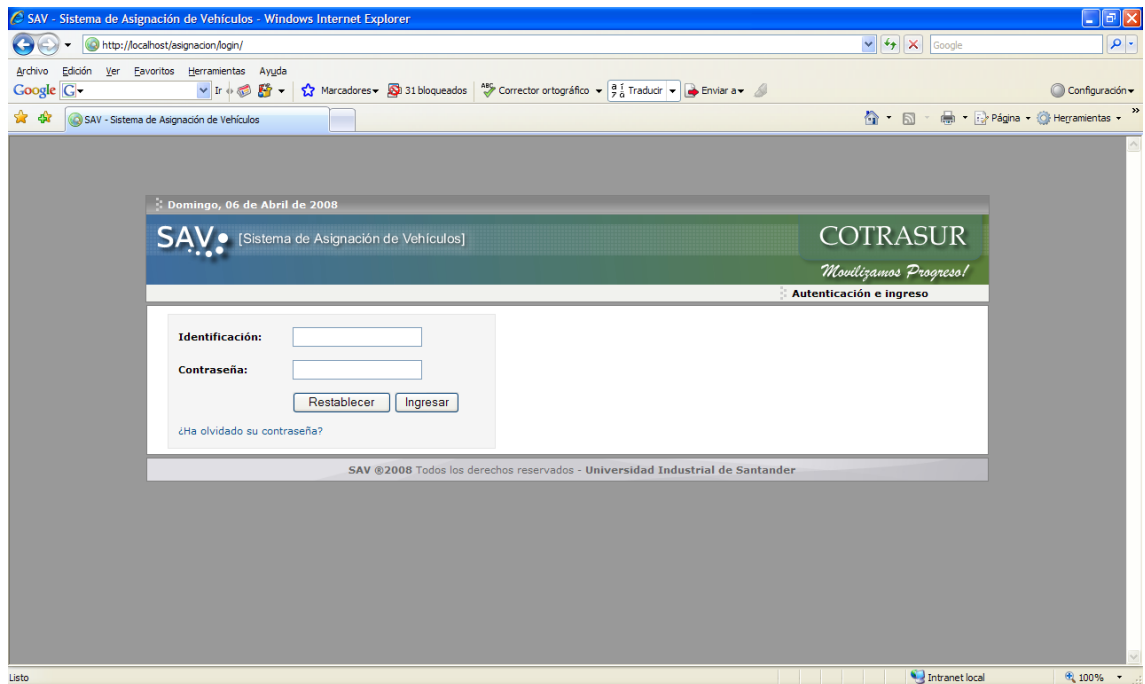 SAV - Sistema de Asignación de Vehículos - Windows Internet Explorer
http://localhost/asignacion/login/
Google
Archivo Edición Ver Favoritos Herramientas Ayuda
Google G Ir Marcadores 31 bloqueados ABC Corrector ortográfico Traducir Enviar a Configuración
SAV - Sistema de Asignación de Vehículos Página Herramientas »
Domingo, 06 de Abril de 2008
SAV [Sistema de Asignación de Vehículos] COTRASUR
Movilizamos Progreso!
Autenticación e ingreso
Identificación:
Contraseña:
Restablecer Ingresar
¿Ha olvidado su contraseña?
SAV ®2008 Todos los derechos reservados - Universidad Industrial de Santander
Listo Intranet local 100%